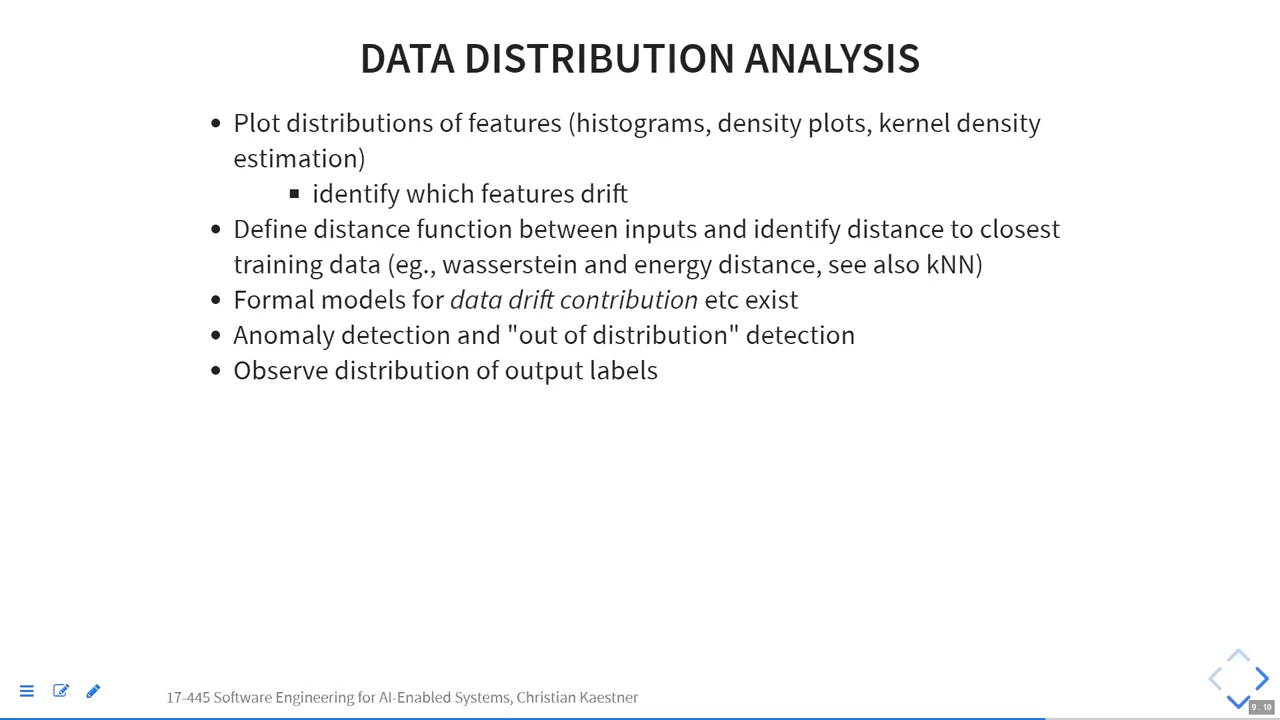 DATA DISTRIBUTION ANALYSIS
Plot distributions of features (histograms, density plots, kernel density
estimation)
identify which features drift
Define distance function between inputs and identify distance to closest
training data (eg., wasserstein and energy distance, see also kNN)
Formal models for data drift contribution etc exist
Anomaly detection and "out of distribution" detection
Observe distribution of output labels
17-445 Software Engineering for AI-Enabled Systems, Christian Kaestner
9 . 10